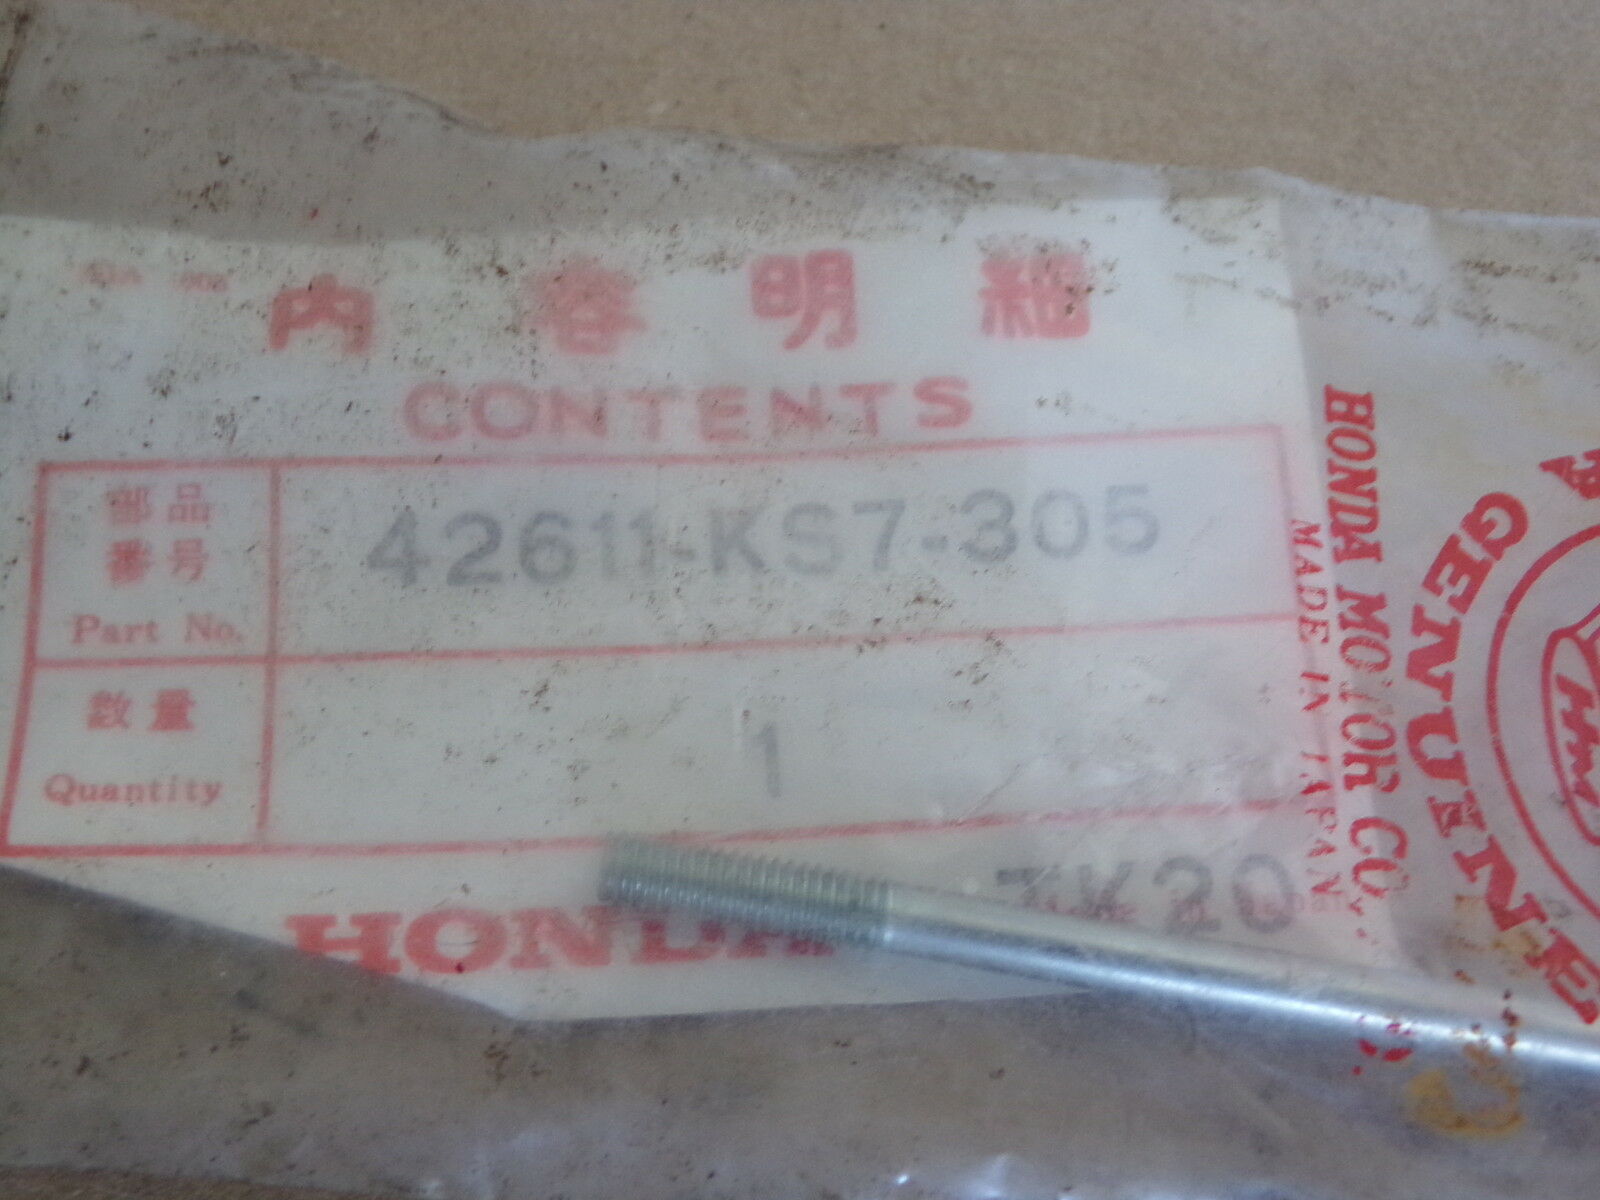 内容明細
CONTENTS
部品
番号
Part No.
42611-KS7-305
数量
Quantity
1
HONDA
HONDA MOTOR CO.,
MADE IN JAPAN
GENUINE